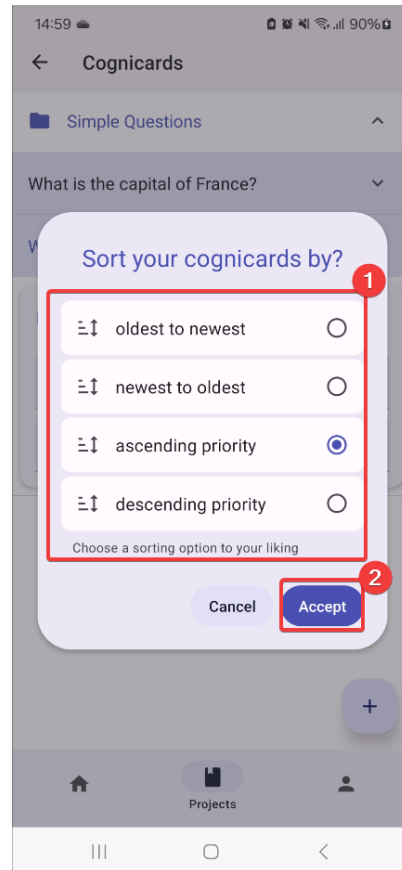 14:59 90%
Cognicards
Simple Questions
What is the capital of France?
W
Sort your cognicards by?
1
oldest to newest
newest to oldest
ascending priority
descending priority
Choose a sorting option to your liking
2
Cancel Accept
+
Projects